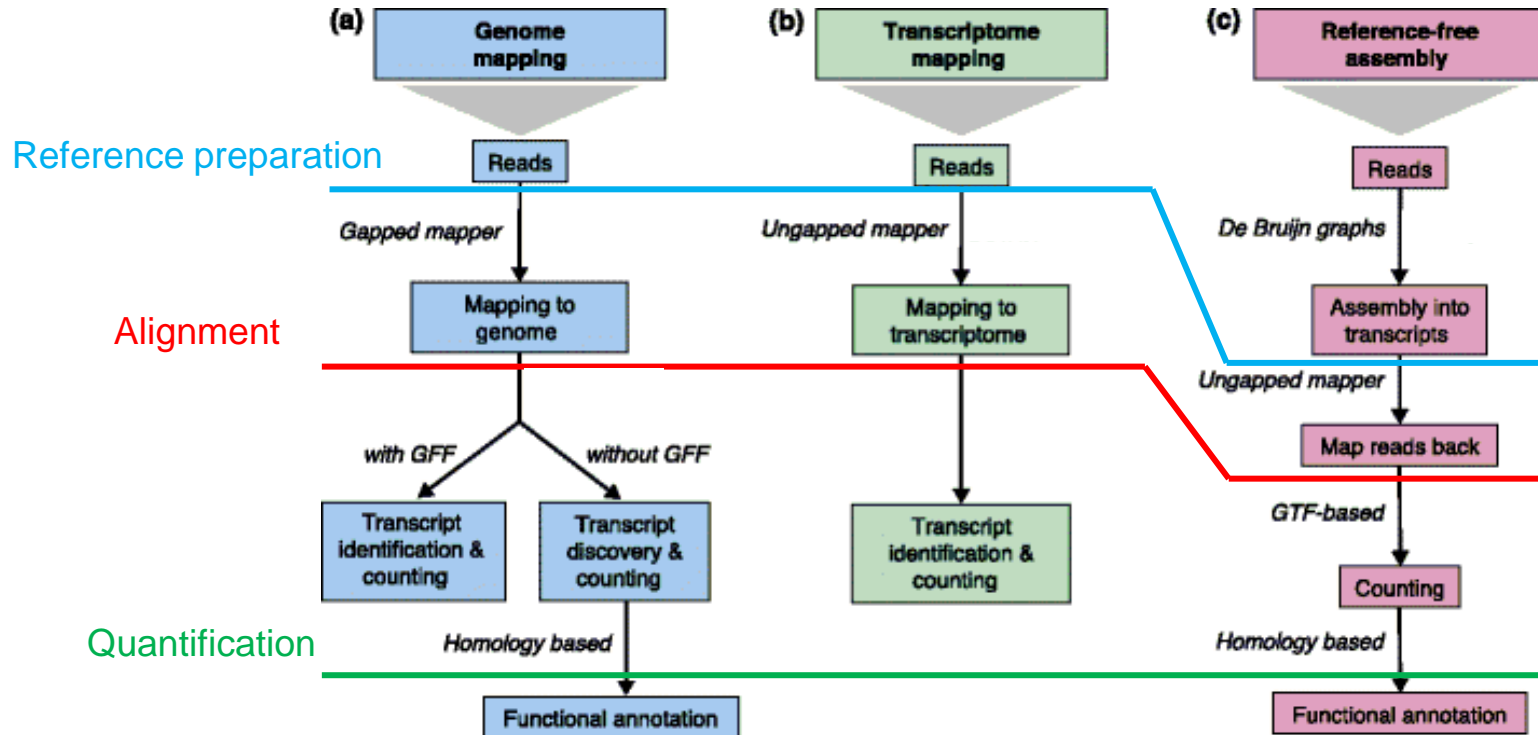 (a)
Genome
mapping
(b)
Transcriptome
mapping
(c)
Reference-free
assembly
Reference preparation
Reads
Reads
Reads
Gapped mapper
Ungapped mapper
De Bruijn graphs
Alignment
Mapping to
genome
Mapping to
transcriptome
Assembly into
transcripts
Ungapped mapper
with GFF
without GFF
Map reads back
GTF-based
Transcript
identification &
counting
Transcript
discovery &
counting
Transcript
identification &
counting
Counting
Quantification
Homology based
Homology based
Functional annotation
Functional annotation